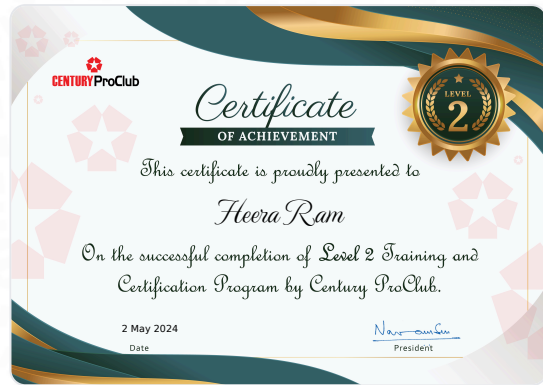 CENTURY ProClub
Certificate
OF ACHIEVEMENT
LEVEL
2
This certificate is proudly presented to
Heera Ram
On the successful completion of Level 2 Training and
Certification Program by Century ProClub.
2 May 2024
Date
President